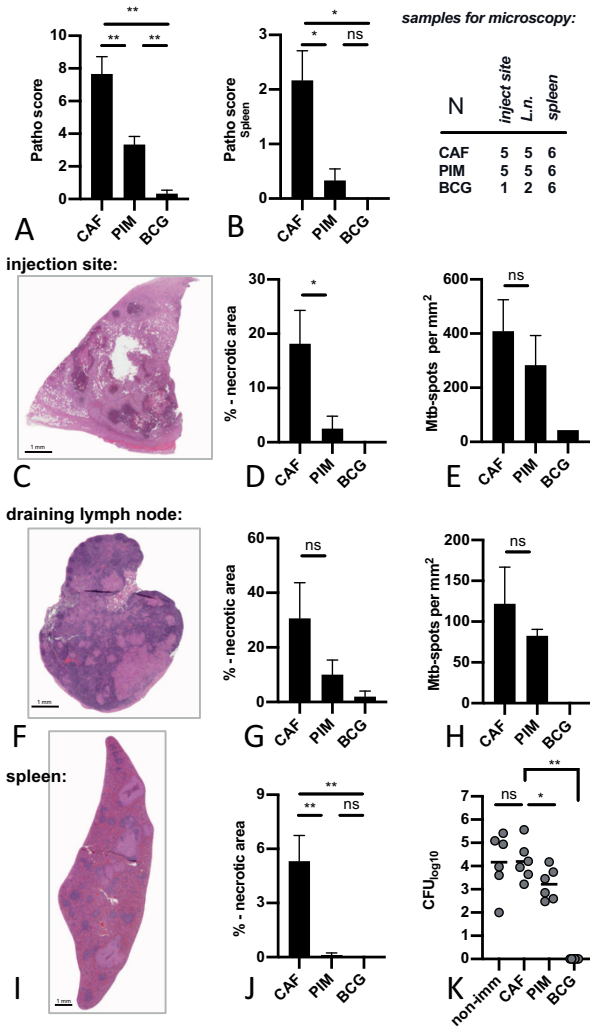 samples for microscopy:
N inject site L.n. spleen
CAF 5 5 6
PIM 5 5 6
BCG 1 2 6
**
** **
Patho score
0 2 4 6 8 10
CAF PIM BCG
A
*
* ns
Patho score Spleen
0 1 2 3
CAF PIM BCG
B
injection site:
1 mm
C
*
% - necrotic area
0 10 20 30
CAF PIM BCG
D
ns
Mtb-spots per mm2
0 200 400 600
CAF PIM BCG
E
draining lymph node:
1 mm
F
ns
% - necrotic area
0 20 40 60
CAF PIM BCG
G
ns
Mtb-spots per mm2
0 50 100 150 200
CAF PIM BCG
H
spleen:
1 mm
I
**
** ns
% - necrotic area
0 3 6 9
CAF PIM BCG
J
**
ns *
CFUlog10
0 1 2 3 4 5 6 7
non-imm CAF PIM BCG
K